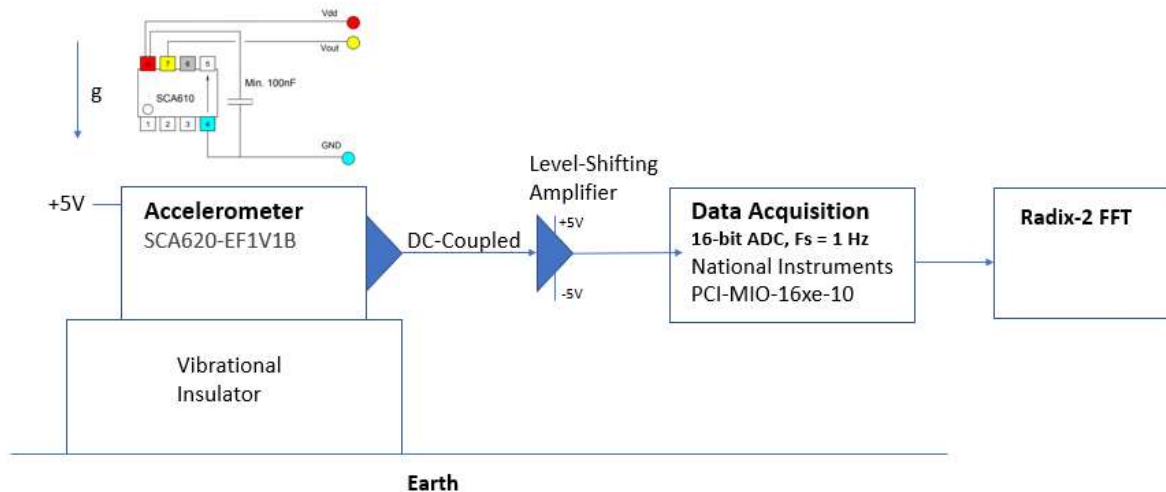 Vdd
Vout
7 6 5
Min. 100nF
SCA610
1 2 3 4
GND
g
+5V
Accelerometer
SCA620-EF1V1B
DC-Coupled
Level-Shifting
Amplifier
+5V
-5V
Data Acquisition
16-bit ADC, Fs = 1 Hz
National Instruments
PCI-MIO-16xe-10
Radix-2 FFT
Vibrational
Insulator
Earth